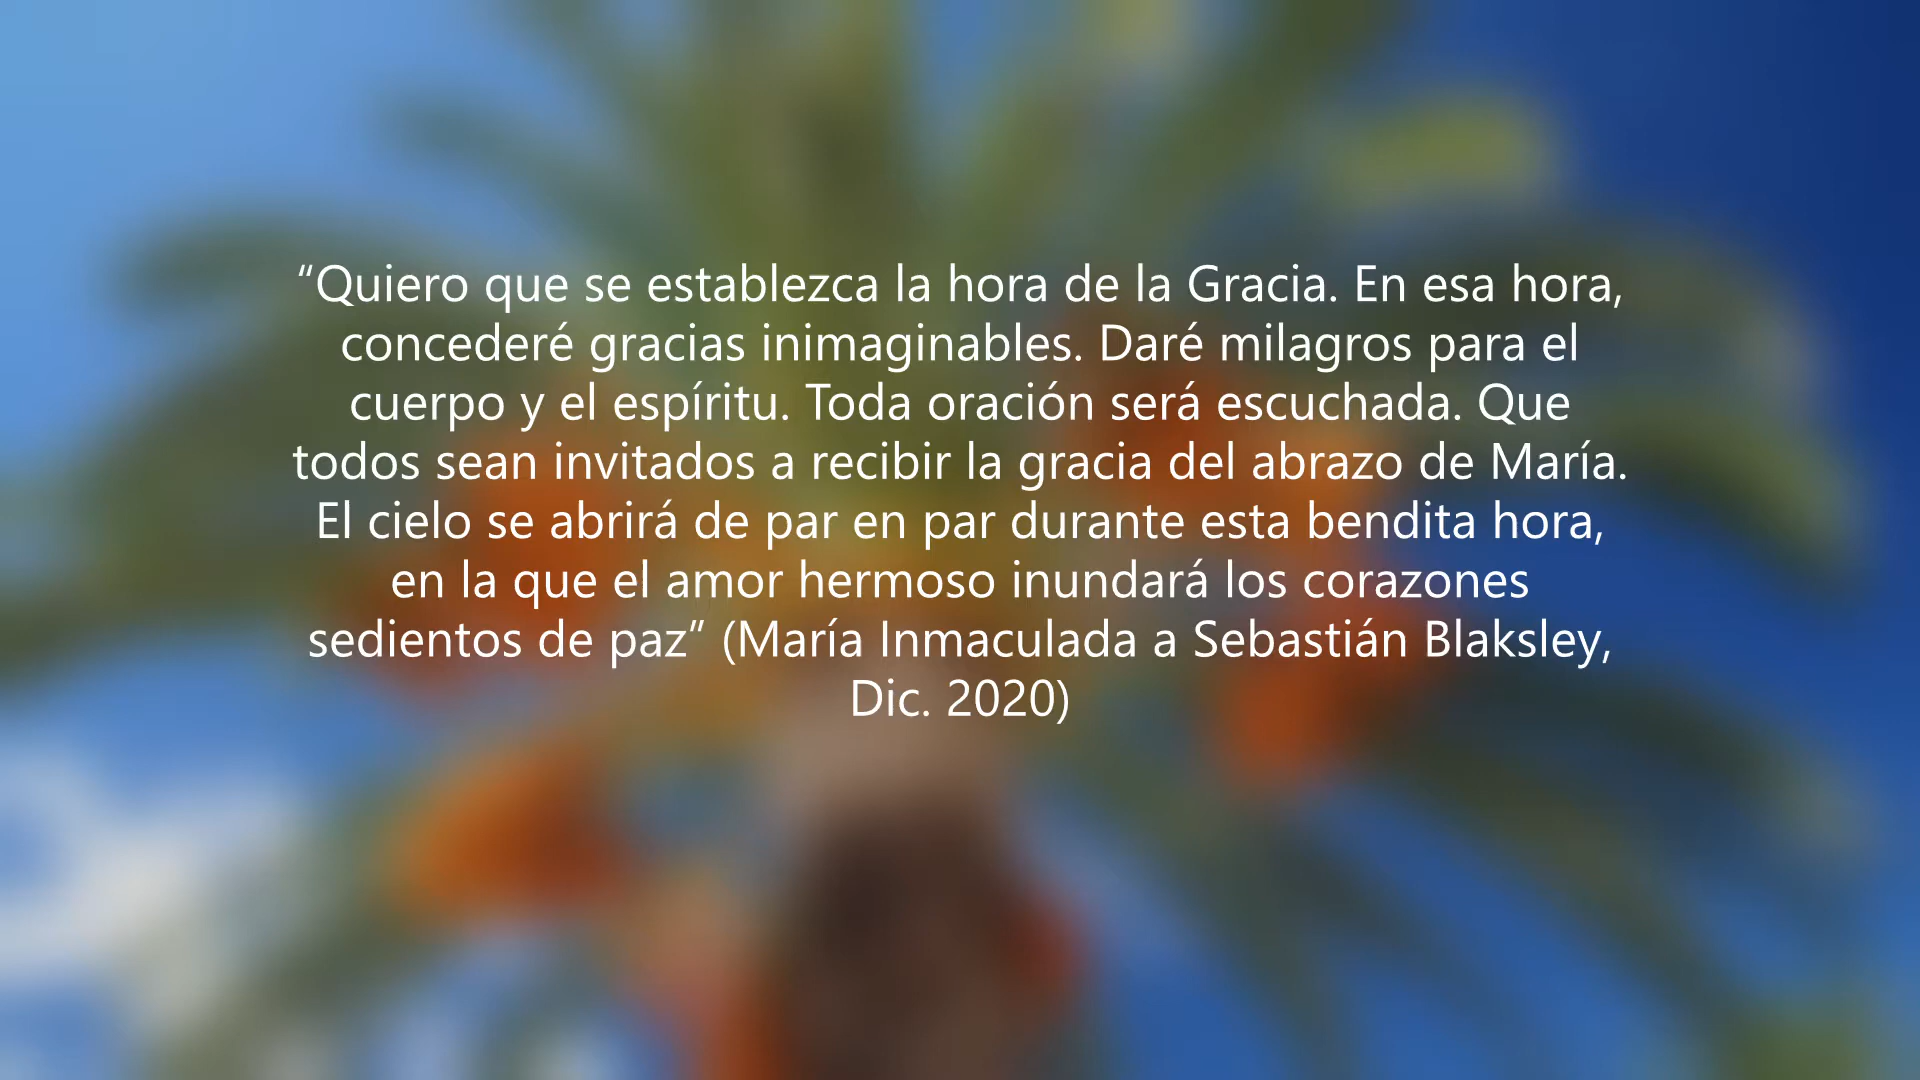 “Quiero que se establezca la hora de la Gracia. En esa hora,
concederé gracias inimaginables. Daré milagros para el
cuerpo y el espíritu. Toda oración será escuchada. Que
todos sean invitados a recibir la gracia del abrazo de María.
El cielo se abrirá de par en par durante esta bendita hora,
en la que el amor hermoso inundará los corazones
sedientos de paz” (María Inmaculada a Sebastián Blaksley,
Dic. 2020)